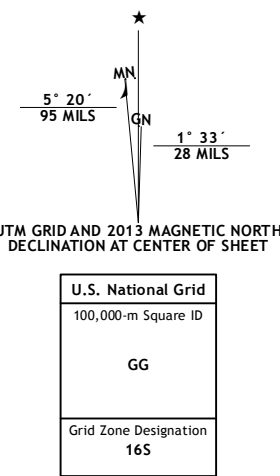 MN
GN
5° 20´
95 MILS
1° 33´
28 MILS
UTM GRID AND 2013 MAGNETIC NORTH
DECLINATION AT CENTER OF SHEET
U.S. National Grid
100,000-m Square ID
GG
Grid Zone Designation
16S